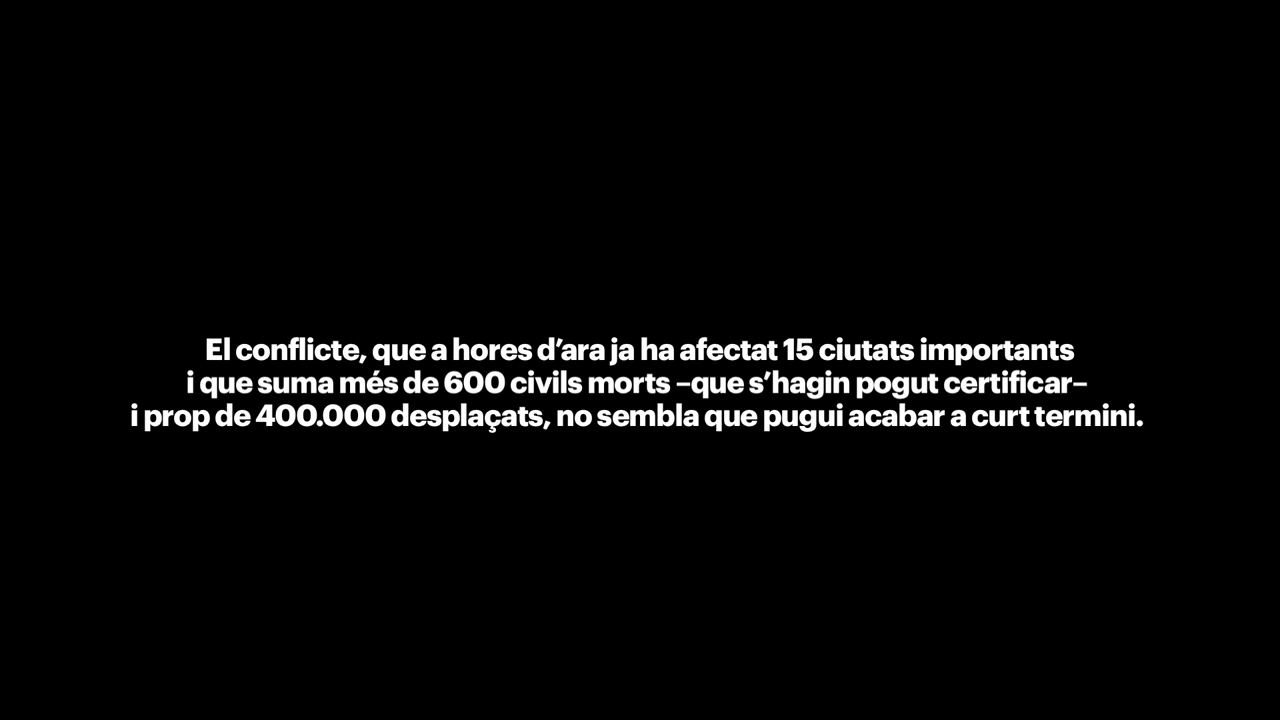 El conflicte, que a hores d’ara ja ha afectat 15 ciutats importants
i que suma més de 600 civils morts –que s’hagin pogut certificar–
i prop de 400.000 desplaçats, no sembla que pugui acabar a curt termini.